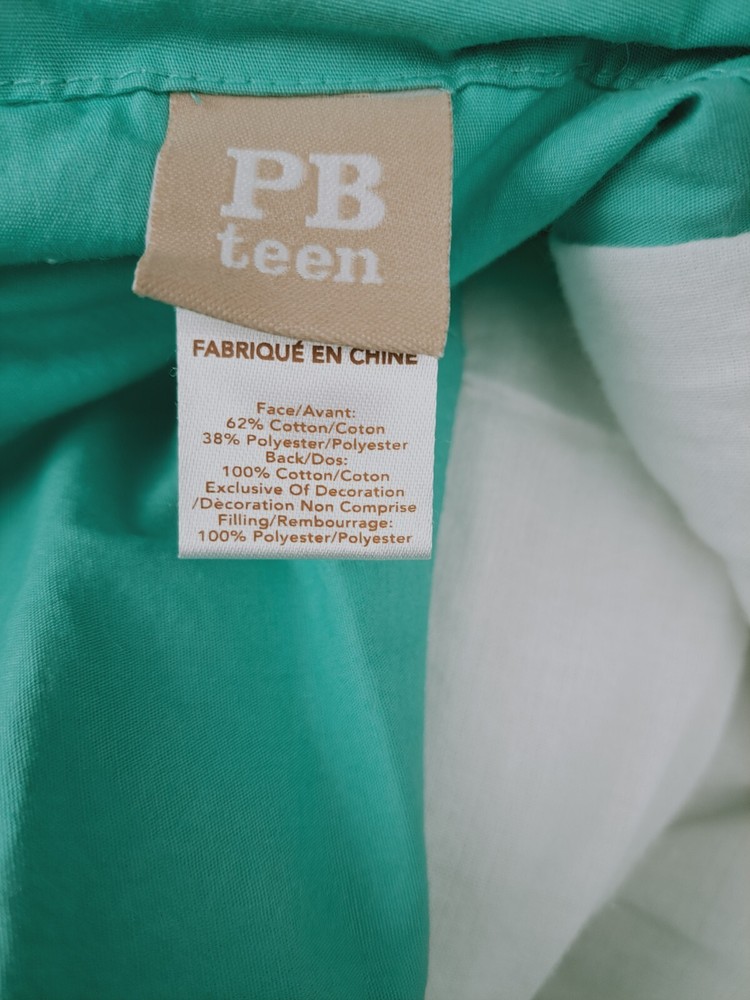 PB
teen
FABRIQUÉ EN CHINE
Face/Avant:
62% Cotton/Coton
38% Polyester/Polyester
Back/Dos:
100% Cotton/Coton
Exclusive Of Decoration
/Dècoration Non Comprise
Filling/Rembourrage:
100% Polyester/Polyester